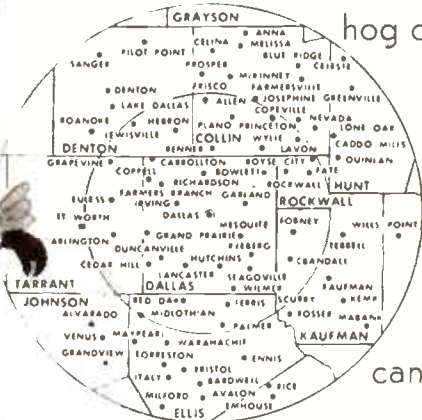 GRAYSON
hog c
ANNA
CELINA MELISSA
PILOT POINT BLUE RIDGE
SANGER PROSPER CELESTE
McKINNEY
FRISCO FARMERSVILLE
DENTON ALLEN JOSEPHINE GREENVILLE
LAKE DALLAS COPEVILLE
ROANOKE HEBRON PLANO PRINCETON NEVADA
LEWISVILLE COLLIN WYLIE LONE OAK
DENTON RENNER LAVON CADDO MILLS
GRAPEVINE CARROLLTON ROYSE CITY QUINLAN
COPPELL BOWLETT FATE
RICHARDSON ROCKWALL HUNT
EULESS FARMERS BRANCH GARLAND
IRVING ROCKWALL
FT WORTH DALLAS FORNEY WILLS POINT
MESQUITE
ARLINGTON GRAND PRAIRIE TERRELL
DUNCANVILLE KLEBERG
CEDAR HILL HUTCHINS CRANDALL
LANCASTER SEAGOVILLE KAUFMAN
TARRANT DALLAS WILMER
JOHNSON RED OAK FERRIS SCURRY KEMP
ALVARADO MIDLOTHIAN ROSSER MABANK
PALMER
VENUS MAYPEARL WAXAHACHIE KAUFMAN
GRANDVIEW FORRESTON ENNIS
can
ITALY BRISTOL
BARDWELL RICE
MILFORD AVALON
EMHOUSE
ELLIS